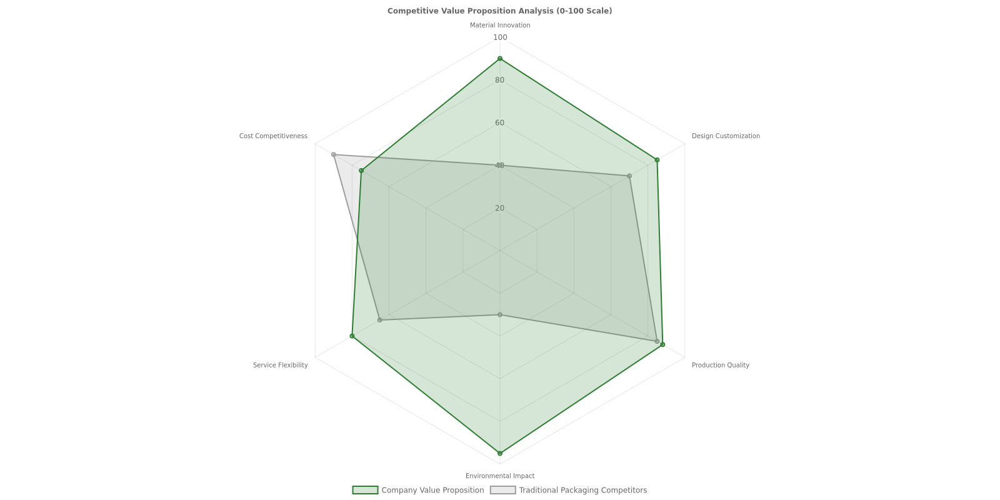 Competitive Value Proposition Analysis (0-100 Scale)
Material Innovation
100
80
60
40
20
Cost Competitiveness
Design Customization
Service Flexibility
Production Quality
Environmental Impact
Company Value Proposition
Traditional Packaging Competitors